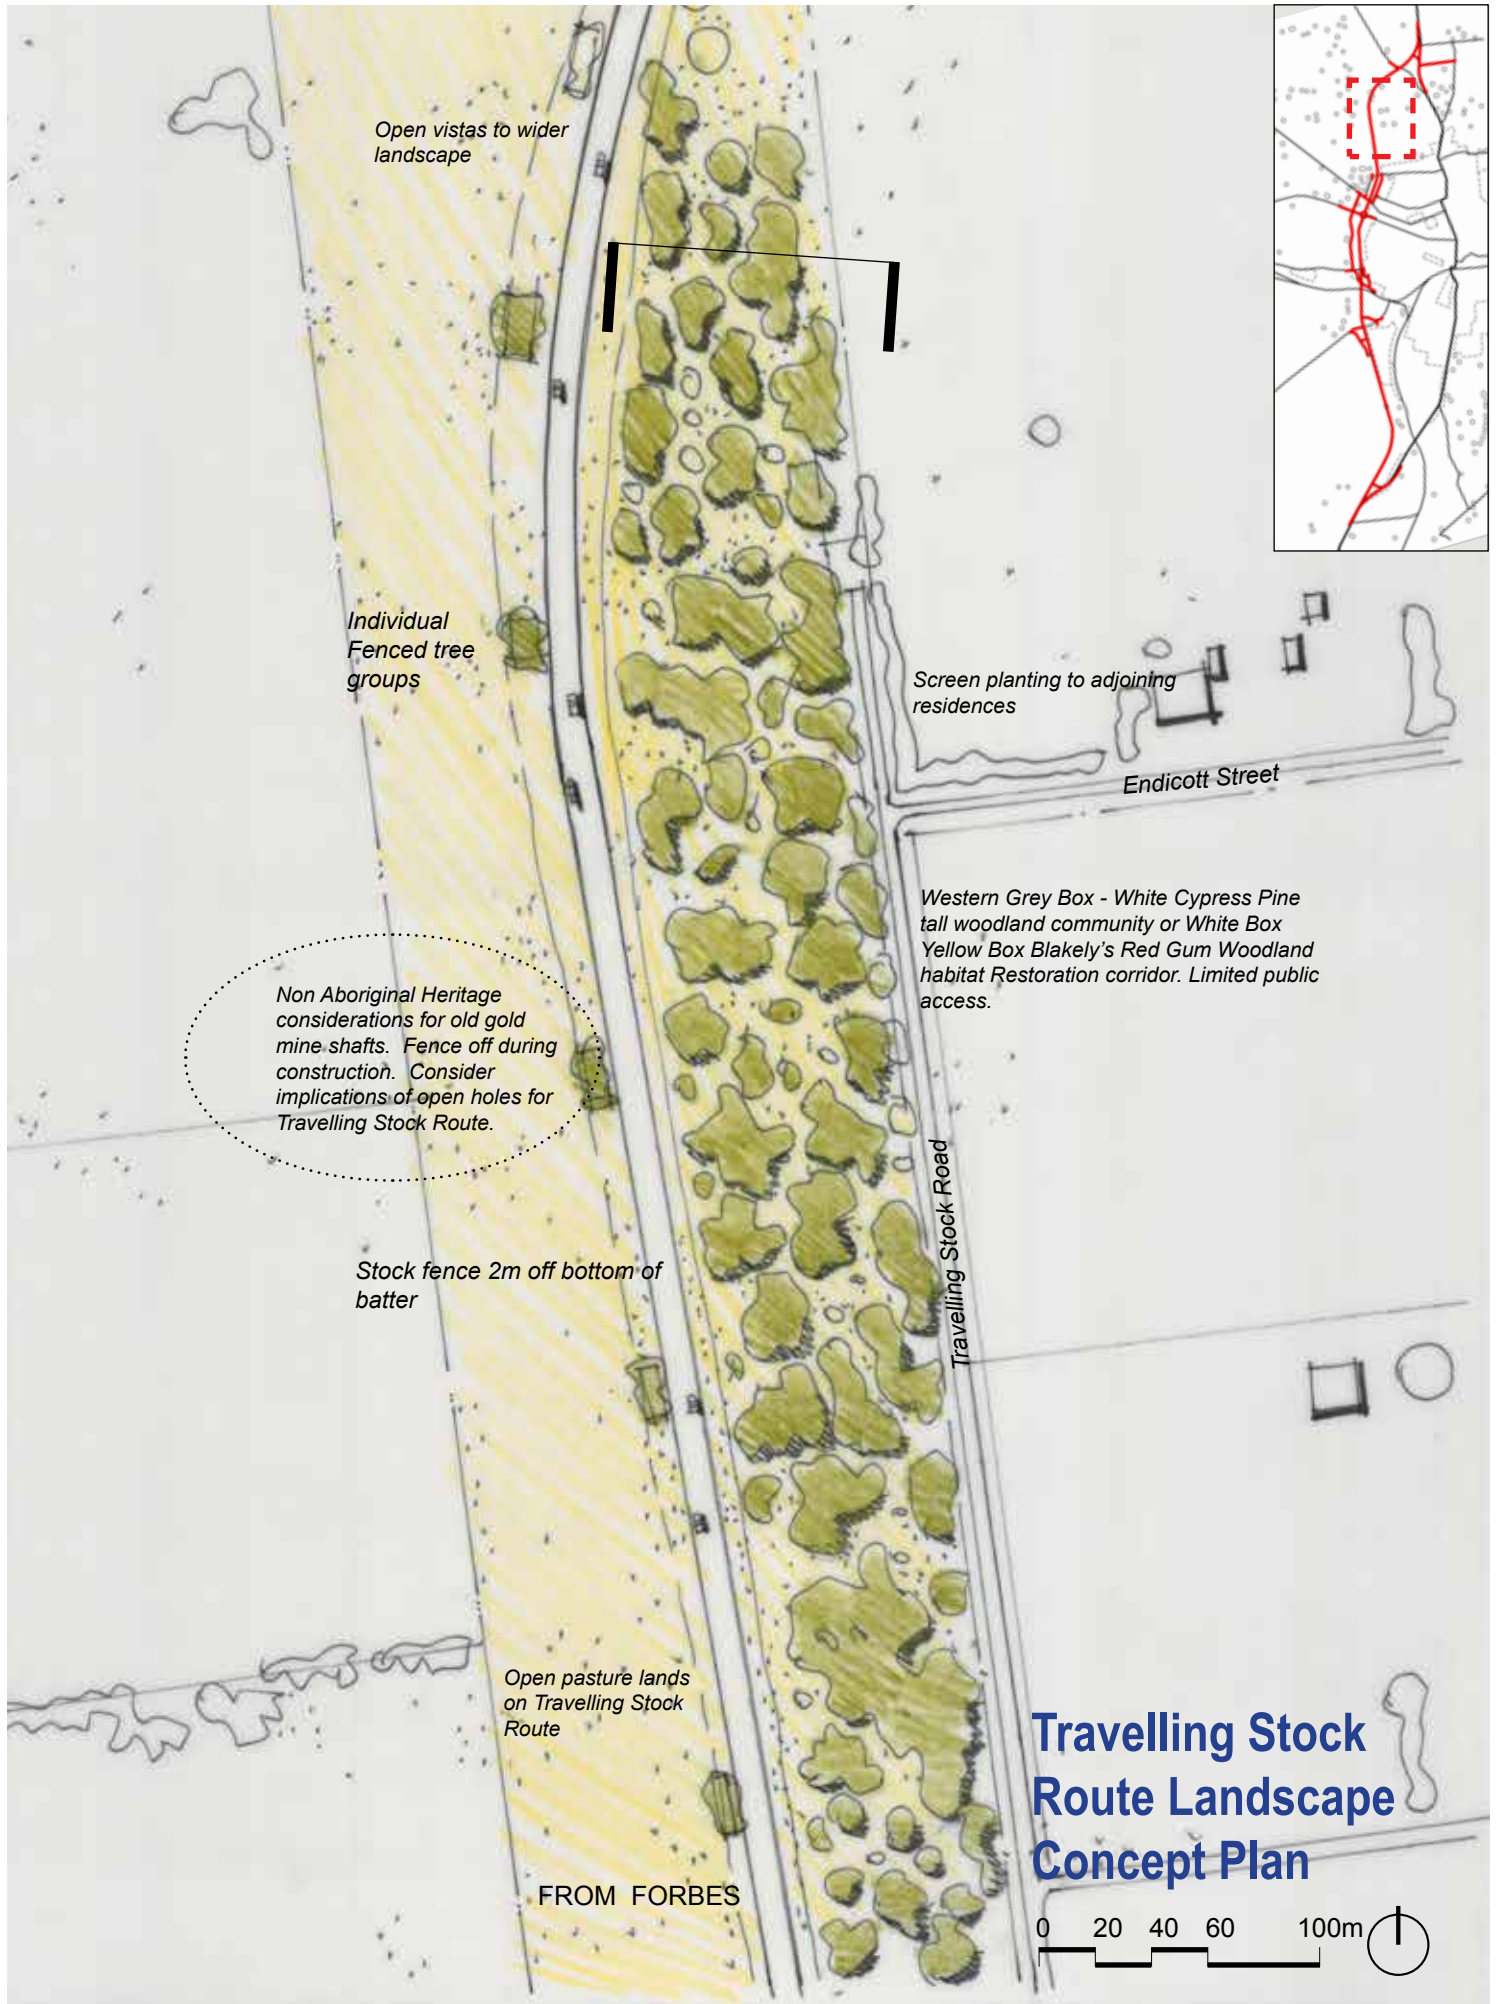 Open vistas to wider
landscape
Individual
Fenced tree
groups
Screen planting to adjoining
residences
Endicott Street
Western Grey Box - White Cypress Pine
tall woodland community or White Box
Yellow Box Blakely's Red Gum Woodland
habitat Restoration corridor. Limited public
access.
Non Aboriginal Heritage
considerations for old gold
mine shafts. Fence off during
construction. Consider
implications of open holes for
Travelling Stock Route.
Travelling Stock Road
Stock fence 2m off bottom of
batter
Open pasture lands
on Travelling Stock
Route
Travelling Stock
Route Landscape
Concept Plan
FROM FORBES
0 20 40 60 100m